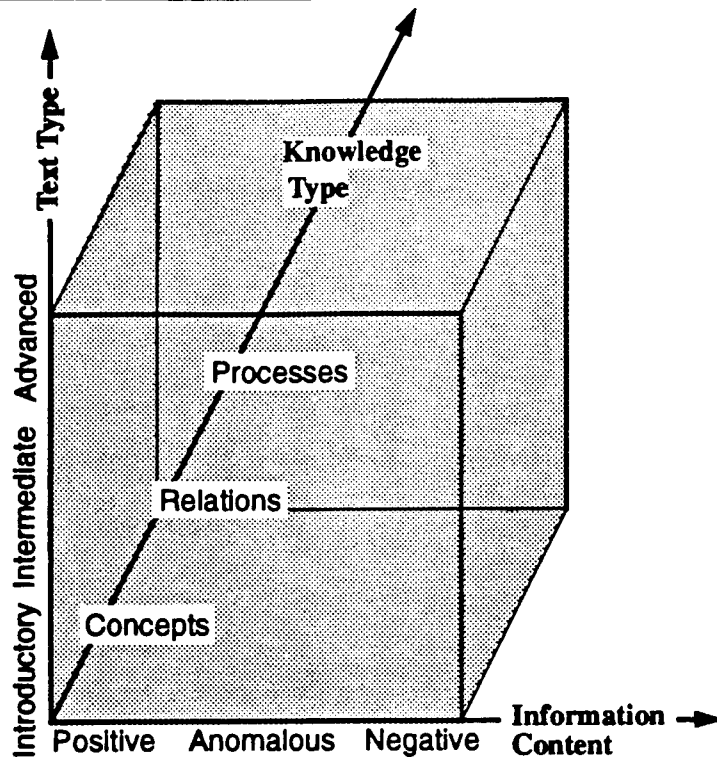 Text Type
Introductory Intermediate Advanced
Knowledge
Type
Processes
Relations
Concepts
Positive Anomalous Negative
Information
Content